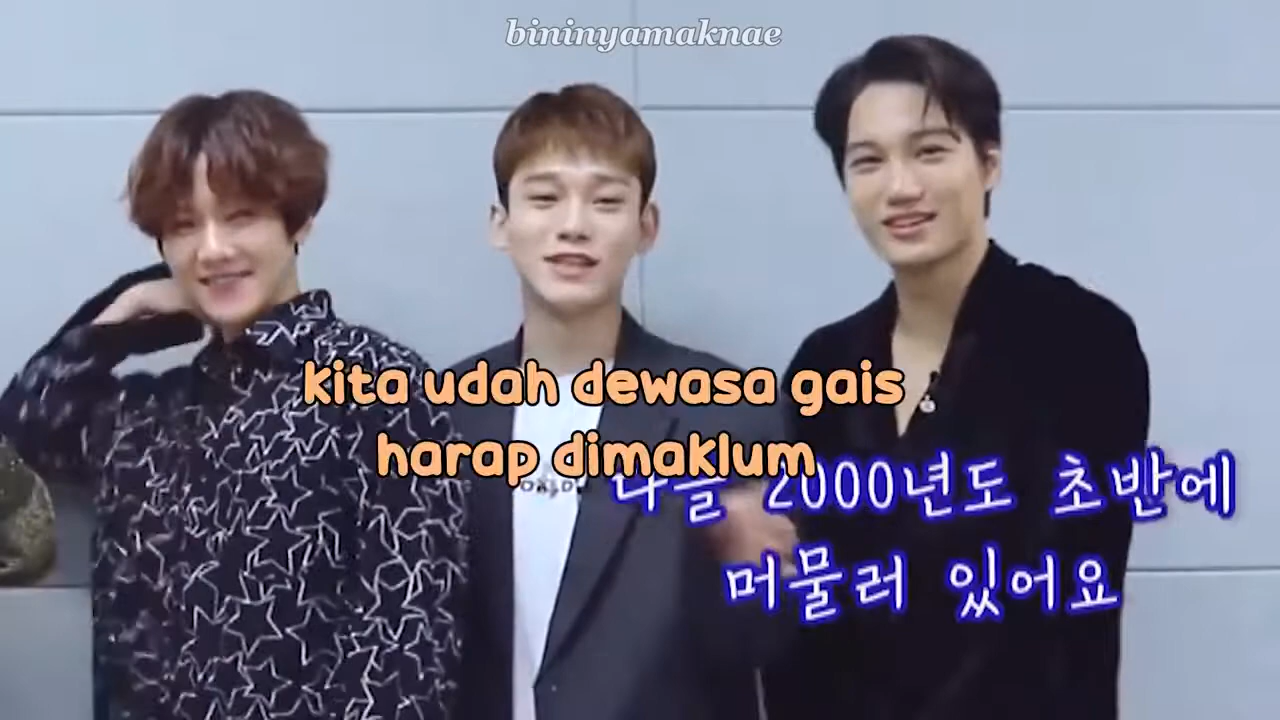 bininyamaknae
kita udah dewasa gais
harap dimaklum
2000년도 초반에
머물러 있어요